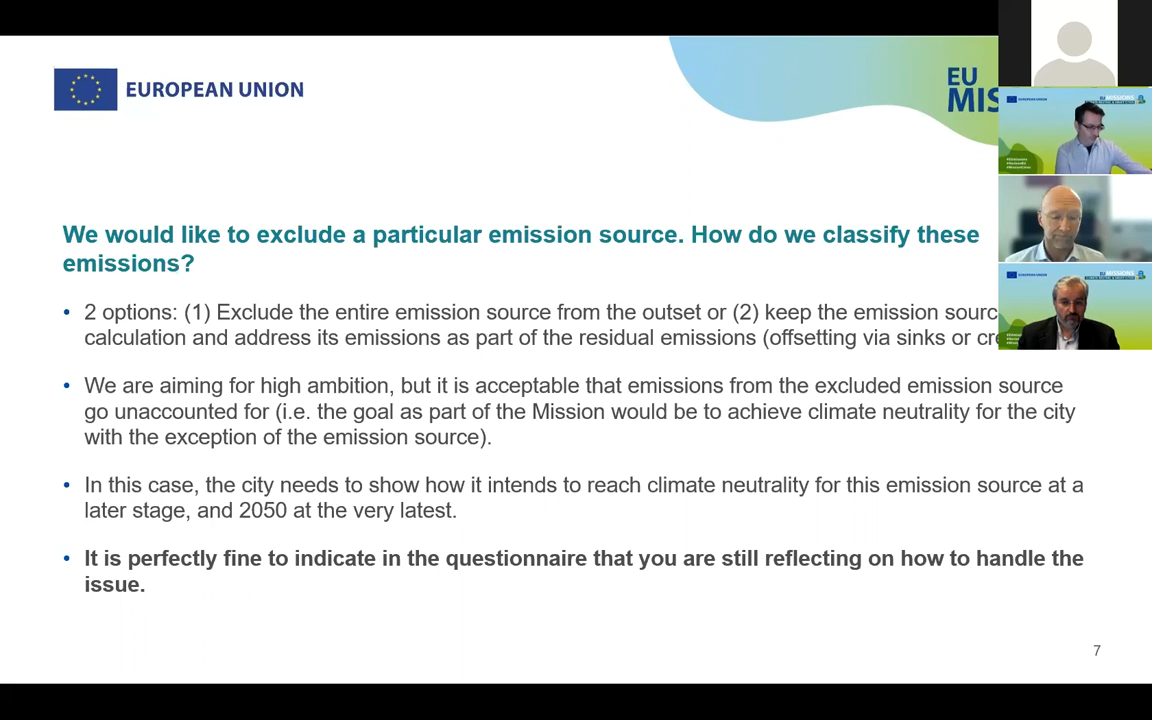 EUROPEAN UNION
EU
MIS
We would like to exclude a particular emission source. How do we classify these
emissions?
• 2 options: (1) Exclude the entire emission source from the outset or (2) keep the emission sourc
calculation and address its emissions as part of the residual emissions (offsetting via sinks or cre
• We are aiming for high ambition, but it is acceptable that emissions from the excluded emission source
go unaccounted for (i.e. the goal as part of the Mission would be to achieve climate neutrality for the city
with the exception of the emission source).
• In this case, the city needs to show how it intends to reach climate neutrality for this emission source at a
later stage, and 2050 at the very latest.
• It is perfectly fine to indicate in the questionnaire that you are still reflecting on how to handle the
issue.
7